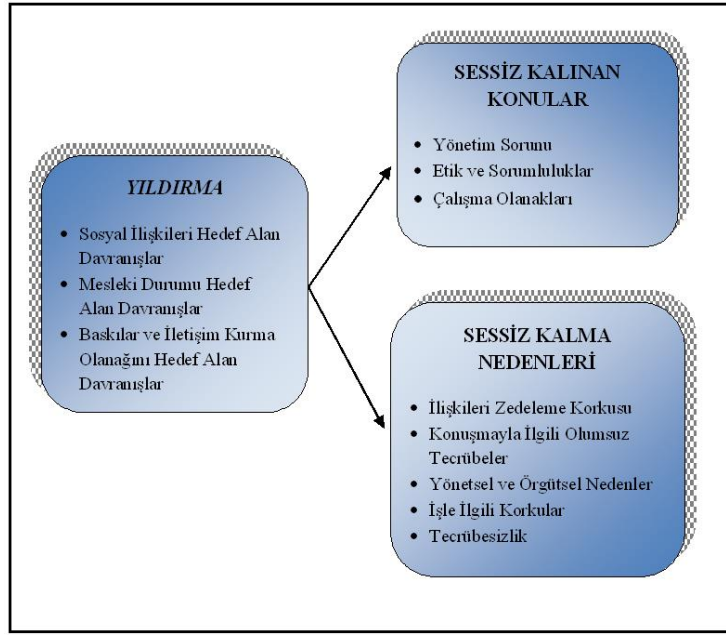 YILDIRMA
• Sosyal İlişkileri Hedef Alan
Davranışlar
• Mesleki Durumu Hedef
Alan Davranışlar
• Baskılar ve İletişim Kurma
Olanağını Hedef Alan
Davranışlar
SESSİZ KALINAN
KONULAR
• Yönetim Sorunu
• Etik ve Sorumluluklar
• Çalışma Olanakları
SESSİZ KALMA
NEDENLERİ
• İlişkileri Zedeleme Korkusu
• Konuşmayla İlgili Olumsuz
Tecrübeler
• Yönetsel ve Örgütsel Nedenler
• İşle İlgili Korkular
• Tecrübesizlik